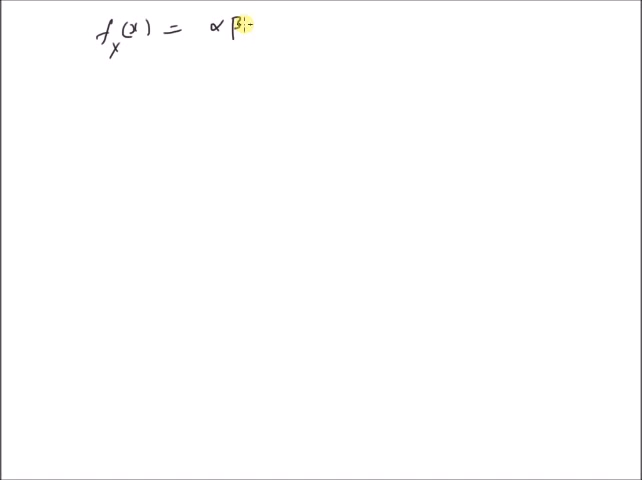 f_X(x) = αβ